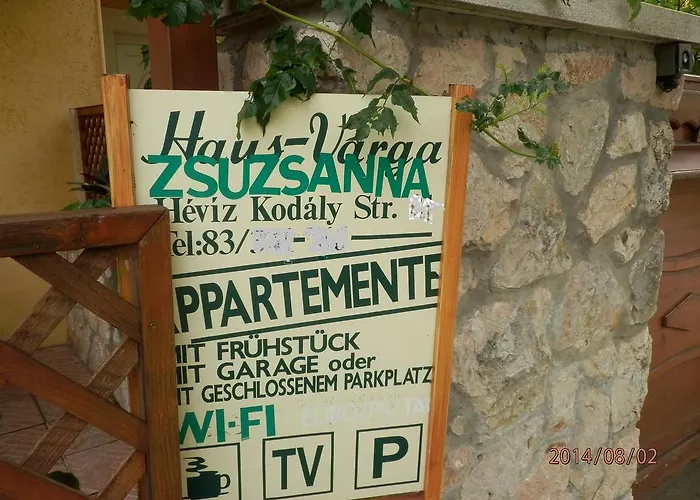 Haus-Varga
ZSUZSANNA
Hévíz Kodály Str.
Tel:83/
APPARTEMENTE
MIT FRÜHSTÜCK
MIT GARAGE oder
MIT GESCHLOSSENEM PARKPLATZ
WI-FI
TV P
2014/08/02